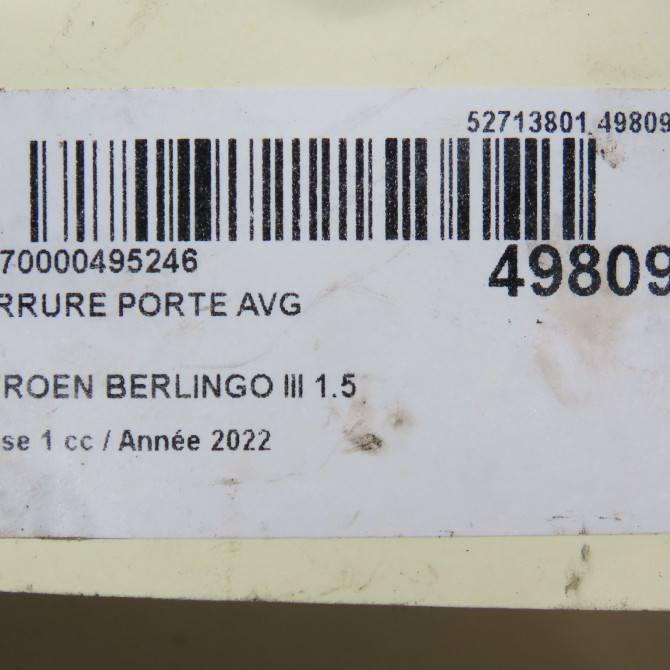 52713801 49809
70000495246
49809
RRURE PORTE AVG
ROEN BERLINGO III 1.5
se 1 cc / Année 2022